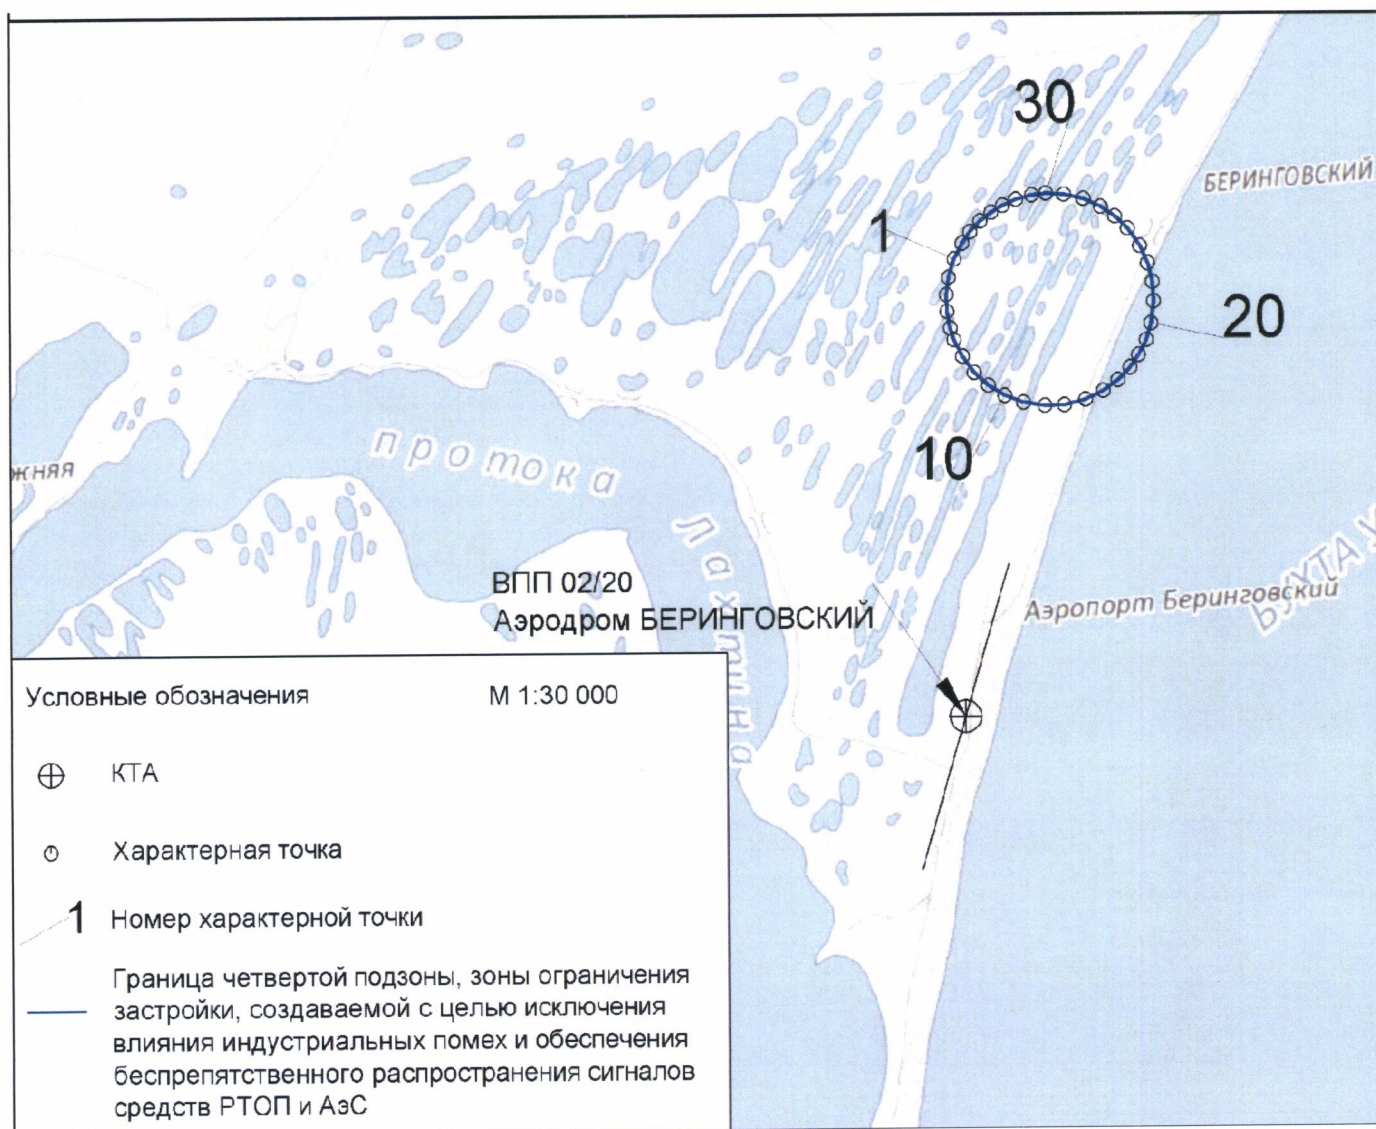 30
БЕРИНГОВСКИЙ
1
20
10
жняя
протока Лахтина
ВПП 02/20
Аэродром БЕРИНГОВСКИЙ
Аэропорт Беринговский
БУХТА У
Условные обозначения
М 1:30 000
КТА
Характерная точка
1
Номер характерной точки
Граница четвертой подзоны, зоны ограничения
застройки, создаваемой с целью исключения
влияния индустриальных помех и обеспечения
беспрепятственного распространения сигналов
средств РТОП и АэС